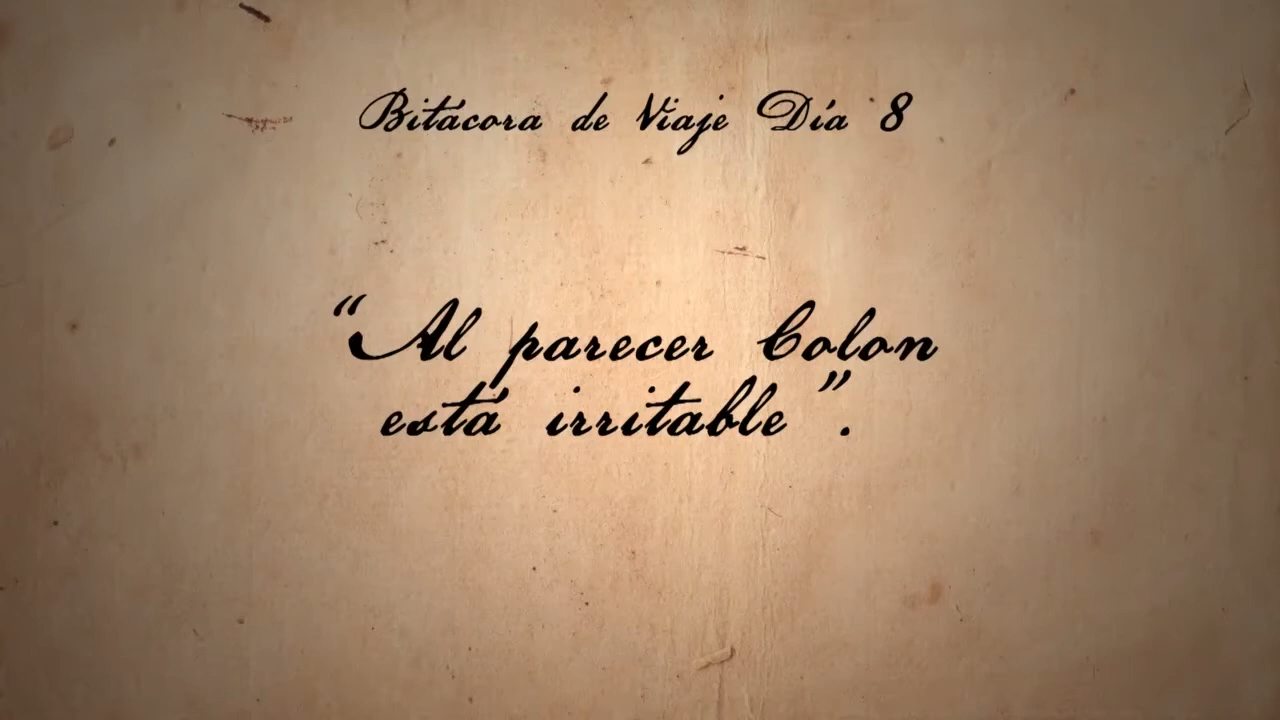 Bitácora de Viaje Día 8
“Al parecer Colon
está irritable”.